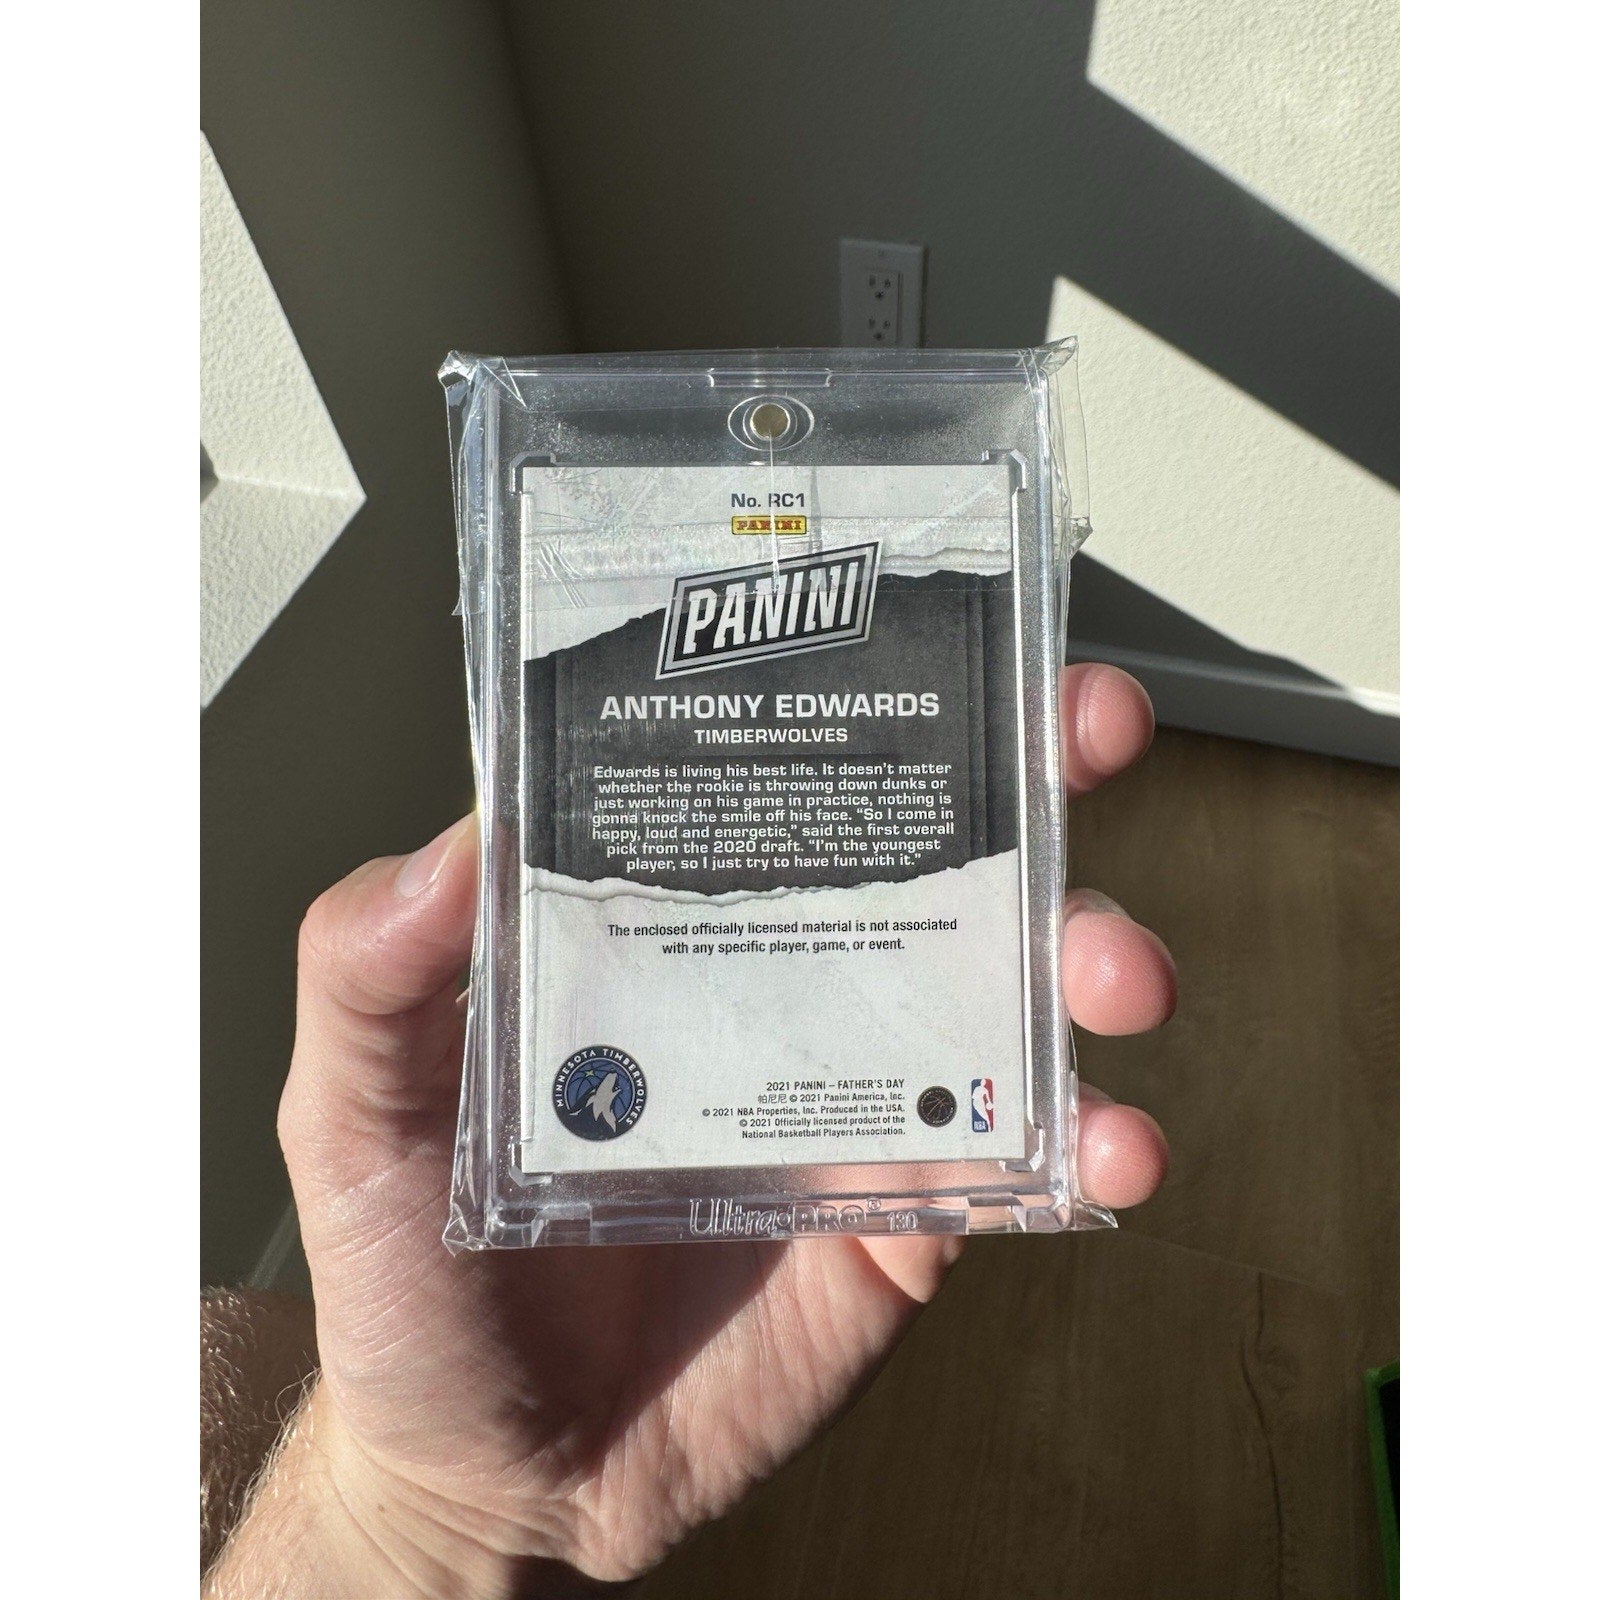 No. RC1
PANINI
PANINI
ANTHONY EDWARDS
TIMBERWOLVES
Edwards is living his best life. It doesn't matter
whether the rookie is throwing down dunks or
just working on his game in practice, nothing is
gonna knock the smile off his face. “So I come in
happy, loud and energetic,” said the first overall
pick from the 2020 draft. “I'm the youngest
player, so I just try to have fun with it.”
The enclosed officially licensed material is not associated
with any specific player, game, or event.
MINNESOTA TIMBERWOLVES
2021 PANINI – FATHER'S DAY
帕尼尼 © 2021 Panini America, Inc.
© 2021 NBA Properties, Inc. Produced in the USA.
© 2021 Officially licensed product of the
National Basketball Players Association.
NBA
Ultra•PRO® 130